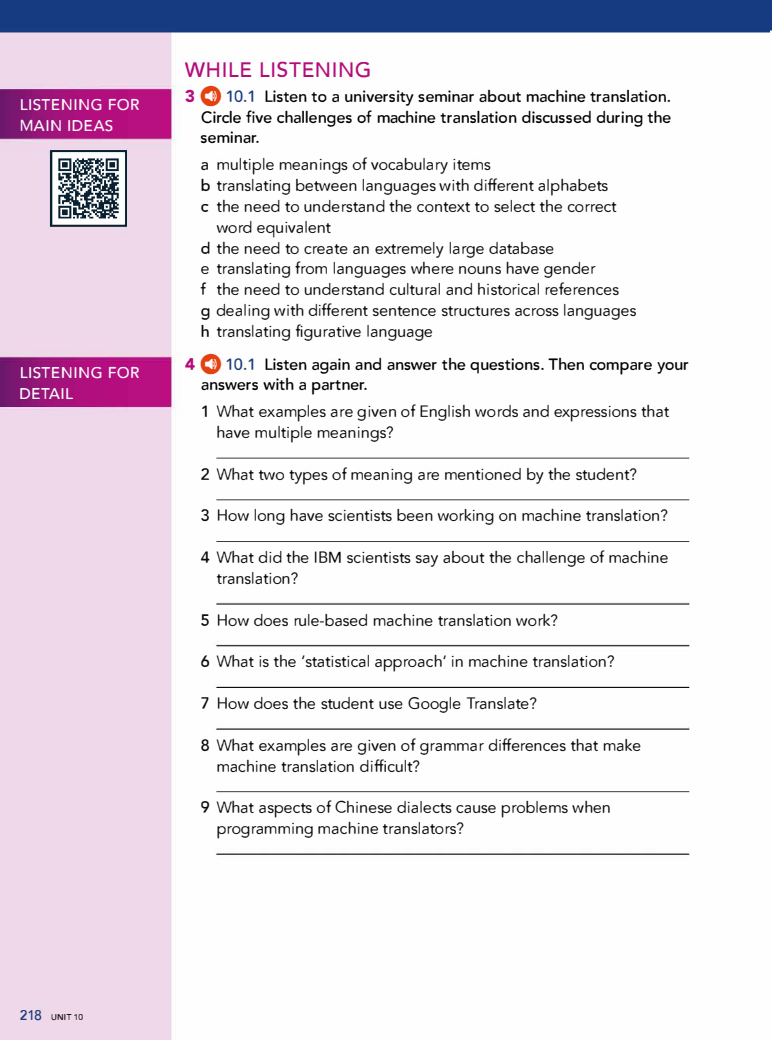 WHILE LISTENING
LISTENING FOR
MAIN IDEAS
3 10.1 Listen to a university seminar about machine translation.
Circle five challenges of machine translation discussed during the
seminar.
a multiple meanings of vocabulary items
b translating between languages with different alphabets
c the need to understand the context to select the correct
word equivalent
d the need to create an extremely large database
e translating from languages where nouns have gender
f the need to understand cultural and historical references
g dealing with different sentence structures across languages
h translating figurative language
LISTENING FOR
DETAIL
4 10.1 Listen again and answer the questions. Then compare your
answers with a partner.
1 What examples are given of English words and expressions that
have multiple meanings?
2 What two types of meaning are mentioned by the student?
3 How long have scientists been working on machine translation?
4 What did the IBM scientists say about the challenge of machine
translation?
5 How does rule-based machine translation work?
6 What is the ‘statistical approach’ in machine translation?
7 How does the student use Google Translate?
8 What examples are given of grammar differences that make
machine translation difficult?
9 What aspects of Chinese dialects cause problems when
programming machine translators?
218 UNIT 10